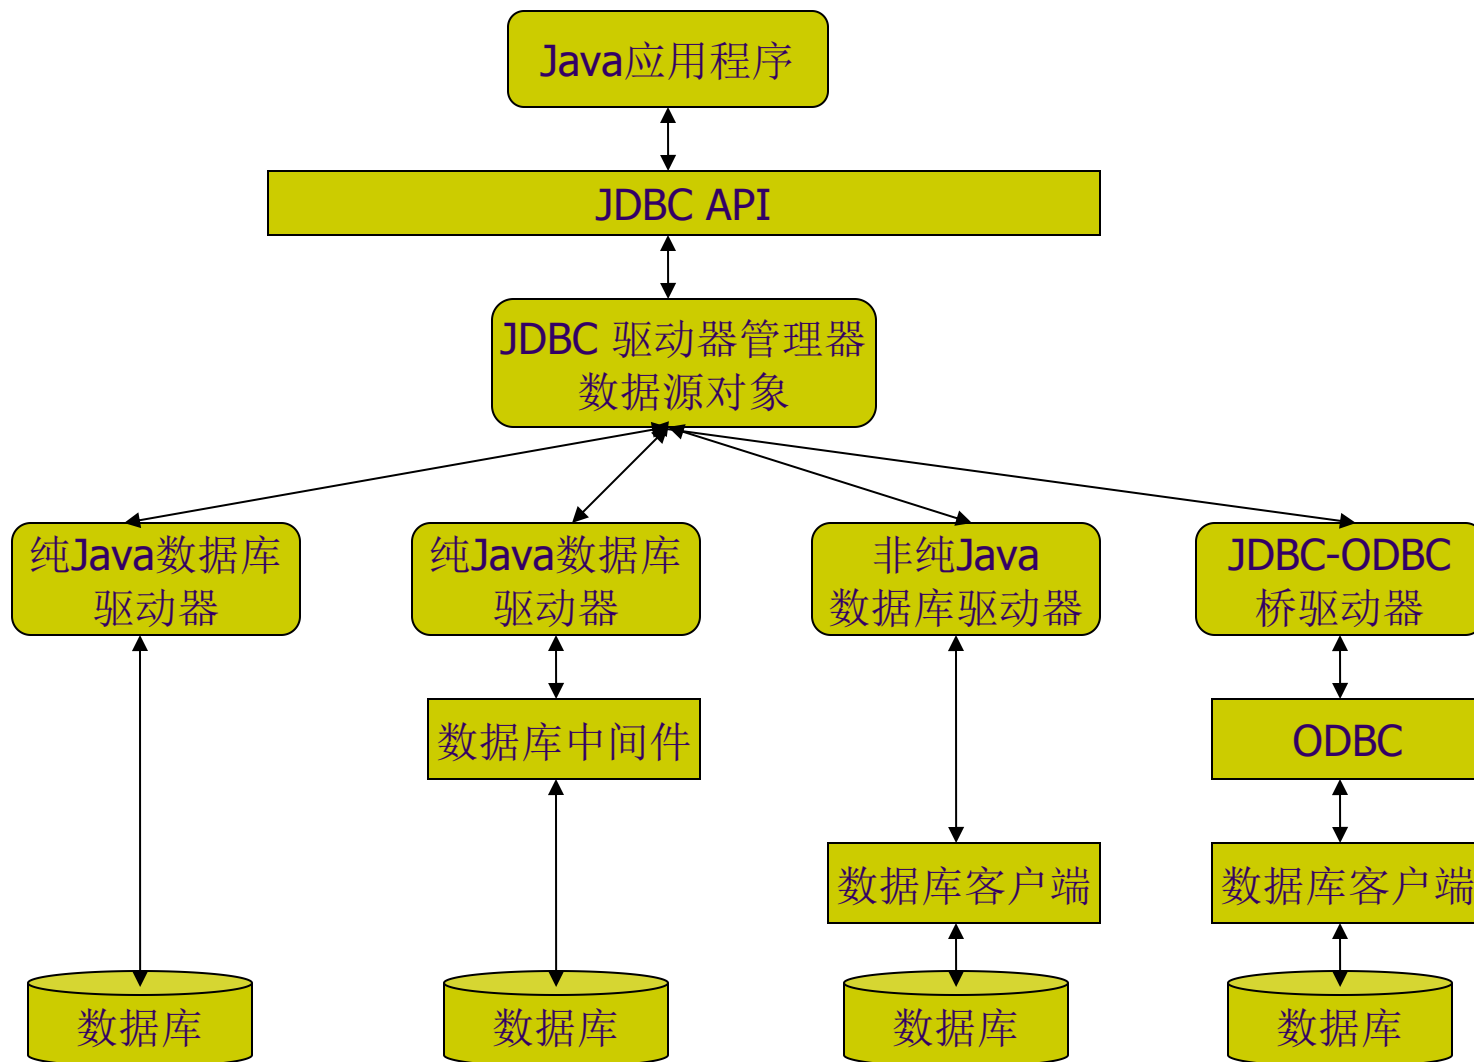 Java应用程序
JDBC API
JDBC 驱动器管理器
数据源对象
纯Java数据库
驱动器
纯Java数据库
驱动器
非纯Java
数据库驱动器
JDBC-ODBC
桥驱动器
数据库中间件
ODBC
数据库客户端
数据库客户端
数据库
数据库
数据库
数据库